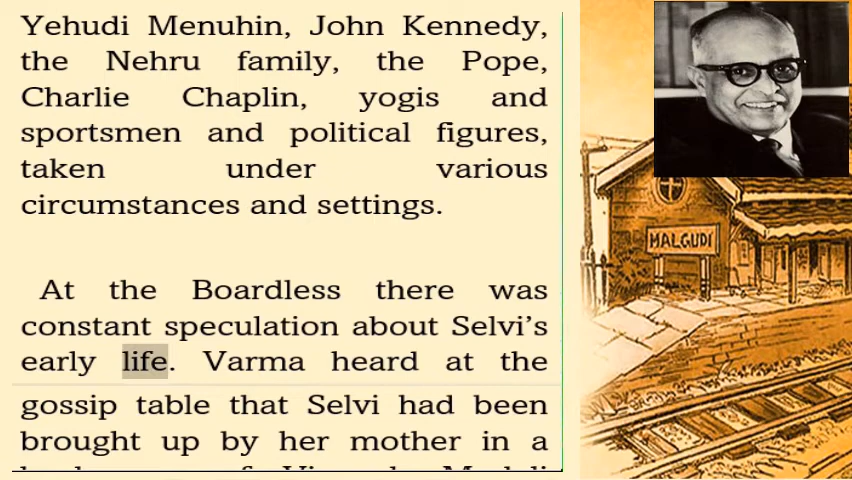 Yehudi Menuhin, John Kennedy,
the Nehru family, the Pope,
Charlie Chaplin, yogis and
sportsmen and political figures,
taken under various
circumstances and settings.
At the Boardless there was
constant speculation about Selvi’s
early life. Varma heard at the
gossip table that Selvi had been
brought up by her mother in a
MALGUDI